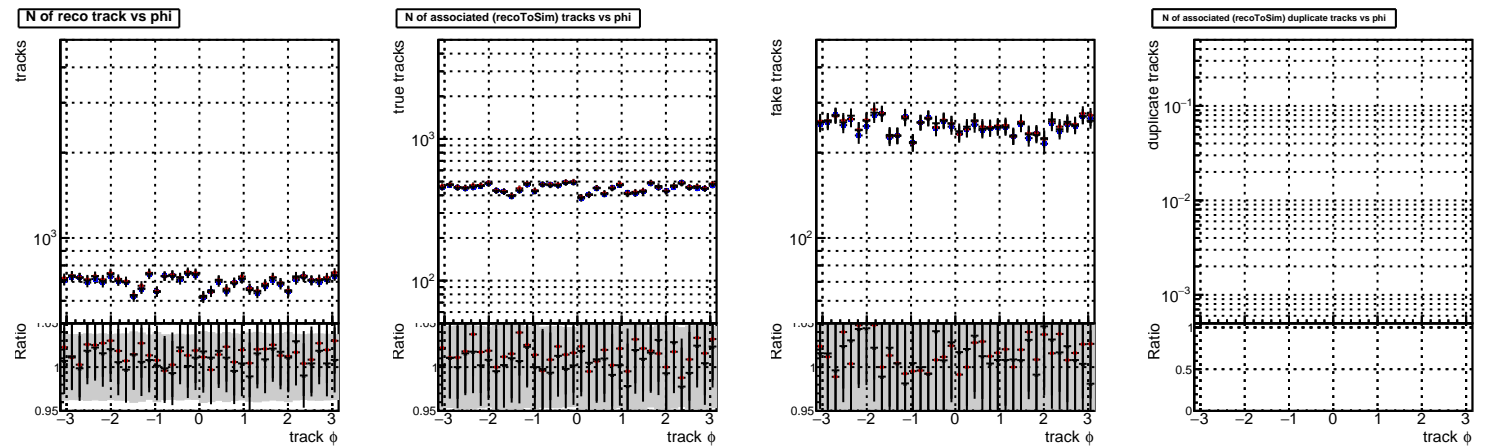 N of reco track vs phi
N of associated (recoToSim) tracks vs phi
N of associated (recoToSim) duplicate tracks vs phi
tracks
10³
Ratio
1
0.95
−3 −2 −1 0 1 2 3
track ϕ
true tracks
10³
10²
Ratio
1
0.95
−3 −2 −1 0 1 2 3
track ϕ
fake tracks
10²
Ratio
1
0.95
−3 −2 −1 0 1 2 3
track ϕ
duplicate tracks
10⁻¹
10⁻²
10⁻³
Ratio
1
0.5
0
−3 −2 −1 0 1 2 3
track ϕ